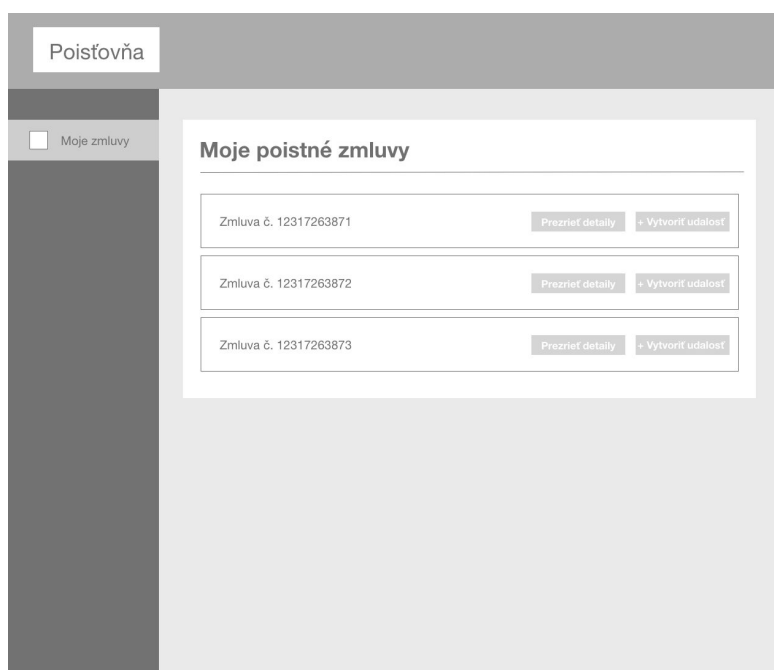 Poisťovňa
Moje zmluvy
Moje poistné zmluvy
Zmluva č. 12317263871
Prezrieť detaily
+ Vytvoriť udalosť
Zmluva č. 12317263872
Prezrieť detaily
+ Vytvoriť udalosť
Zmluva č. 12317263873
Prezrieť detaily
+ Vytvoriť udalosť